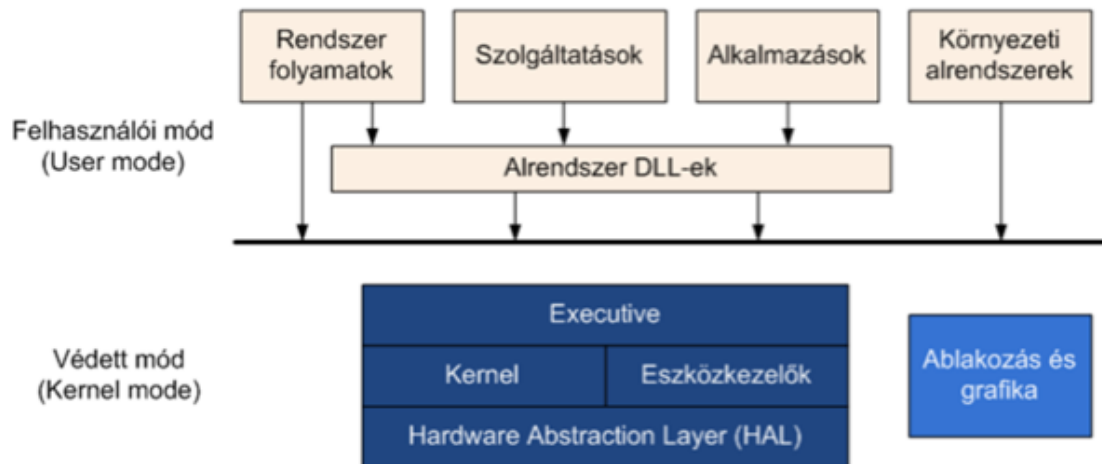 Rendszer
folyamatok
Szolgáltatások
Alkalmazások
Környezeti
alrendszerek
Felhasználói mód
(User mode)
Alrendszer DLL-ek
Védett mód
(Kernel mode)
Executive
Kernel
Eszközkezelők
Hardware Abstraction Layer (HAL)
Ablakozás és
grafika